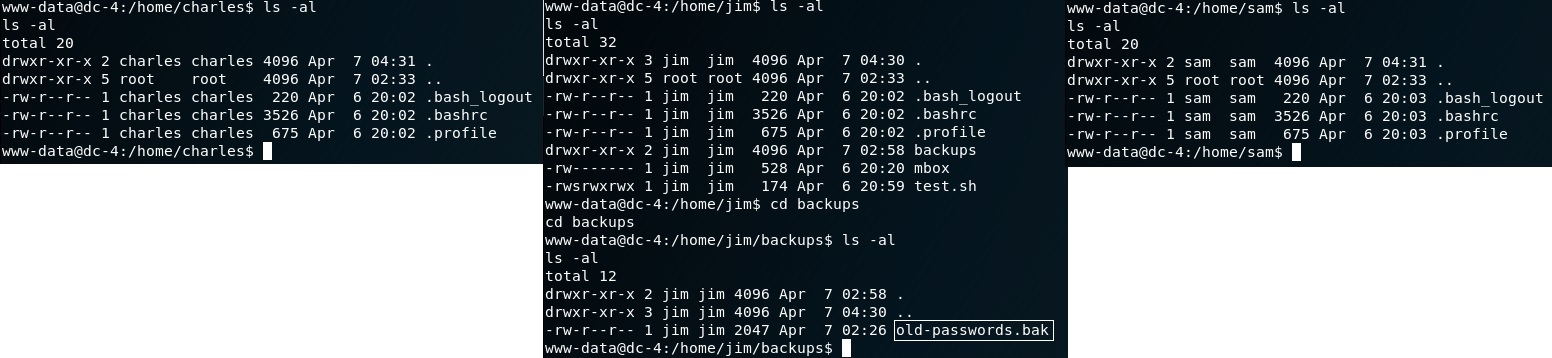 www-data@dc-4:/home/charles$ ls -al
ls -al
total 20
drwxr-xr-x 2 charles charles 4096 Apr  7 04:31 .
drwxr-xr-x 5 root    root    4096 Apr  7 02:33 ..
-rw-r--r-- 1 charles charles  220 Apr  6 20:02 .bash_logout
-rw-r--r-- 1 charles charles 3526 Apr  6 20:02 .bashrc
-rw-r--r-- 1 charles charles  675 Apr  6 20:02 .profile
www-data@dc-4:/home/charles$
www-data@dc-4:/home/jim$ ls -al
ls -al
total 32
drwxr-xr-x 3 jim  jim  4096 Apr  7 04:30 .
drwxr-xr-x 5 root root 4096 Apr  7 02:33 ..
-rw-r--r-- 1 jim  jim   220 Apr  6 20:02 .bash_logout
-rw-r--r-- 1 jim  jim  3526 Apr  6 20:02 .bashrc
-rw-r--r-- 1 jim  jim   675 Apr  6 20:02 .profile
drwxr-xr-x 2 jim  jim  4096 Apr  7 02:58 backups
-rw------- 1 jim  jim   528 Apr  6 20:20 mbox
-rwsrwxrwx 1 jim  jim   174 Apr  6 20:59 test.sh
www-data@dc-4:/home/jim$ cd backups
cd backups
www-data@dc-4:/home/jim/backups$ ls -al
ls -al
total 12
drwxr-xr-x 2 jim jim 4096 Apr  7 02:58 .
drwxr-xr-x 3 jim jim 4096 Apr  7 04:30 ..
-rw-r--r-- 1 jim jim 2047 Apr  7 02:26 old-passwords.bak
www-data@dc-4:/home/jim/backups$
www-data@dc-4:/home/sam$ ls -al
ls -al
total 20
drwxr-xr-x 2 sam  sam  4096 Apr  7 04:31 .
drwxr-xr-x 5 root root 4096 Apr  7 02:33 ..
-rw-r--r-- 1 sam  sam   220 Apr  6 20:03 .bash_logout
-rw-r--r-- 1 sam  sam  3526 Apr  6 20:03 .bashrc
-rw-r--r-- 1 sam  sam   675 Apr  6 20:03 .profile
www-data@dc-4:/home/sam$